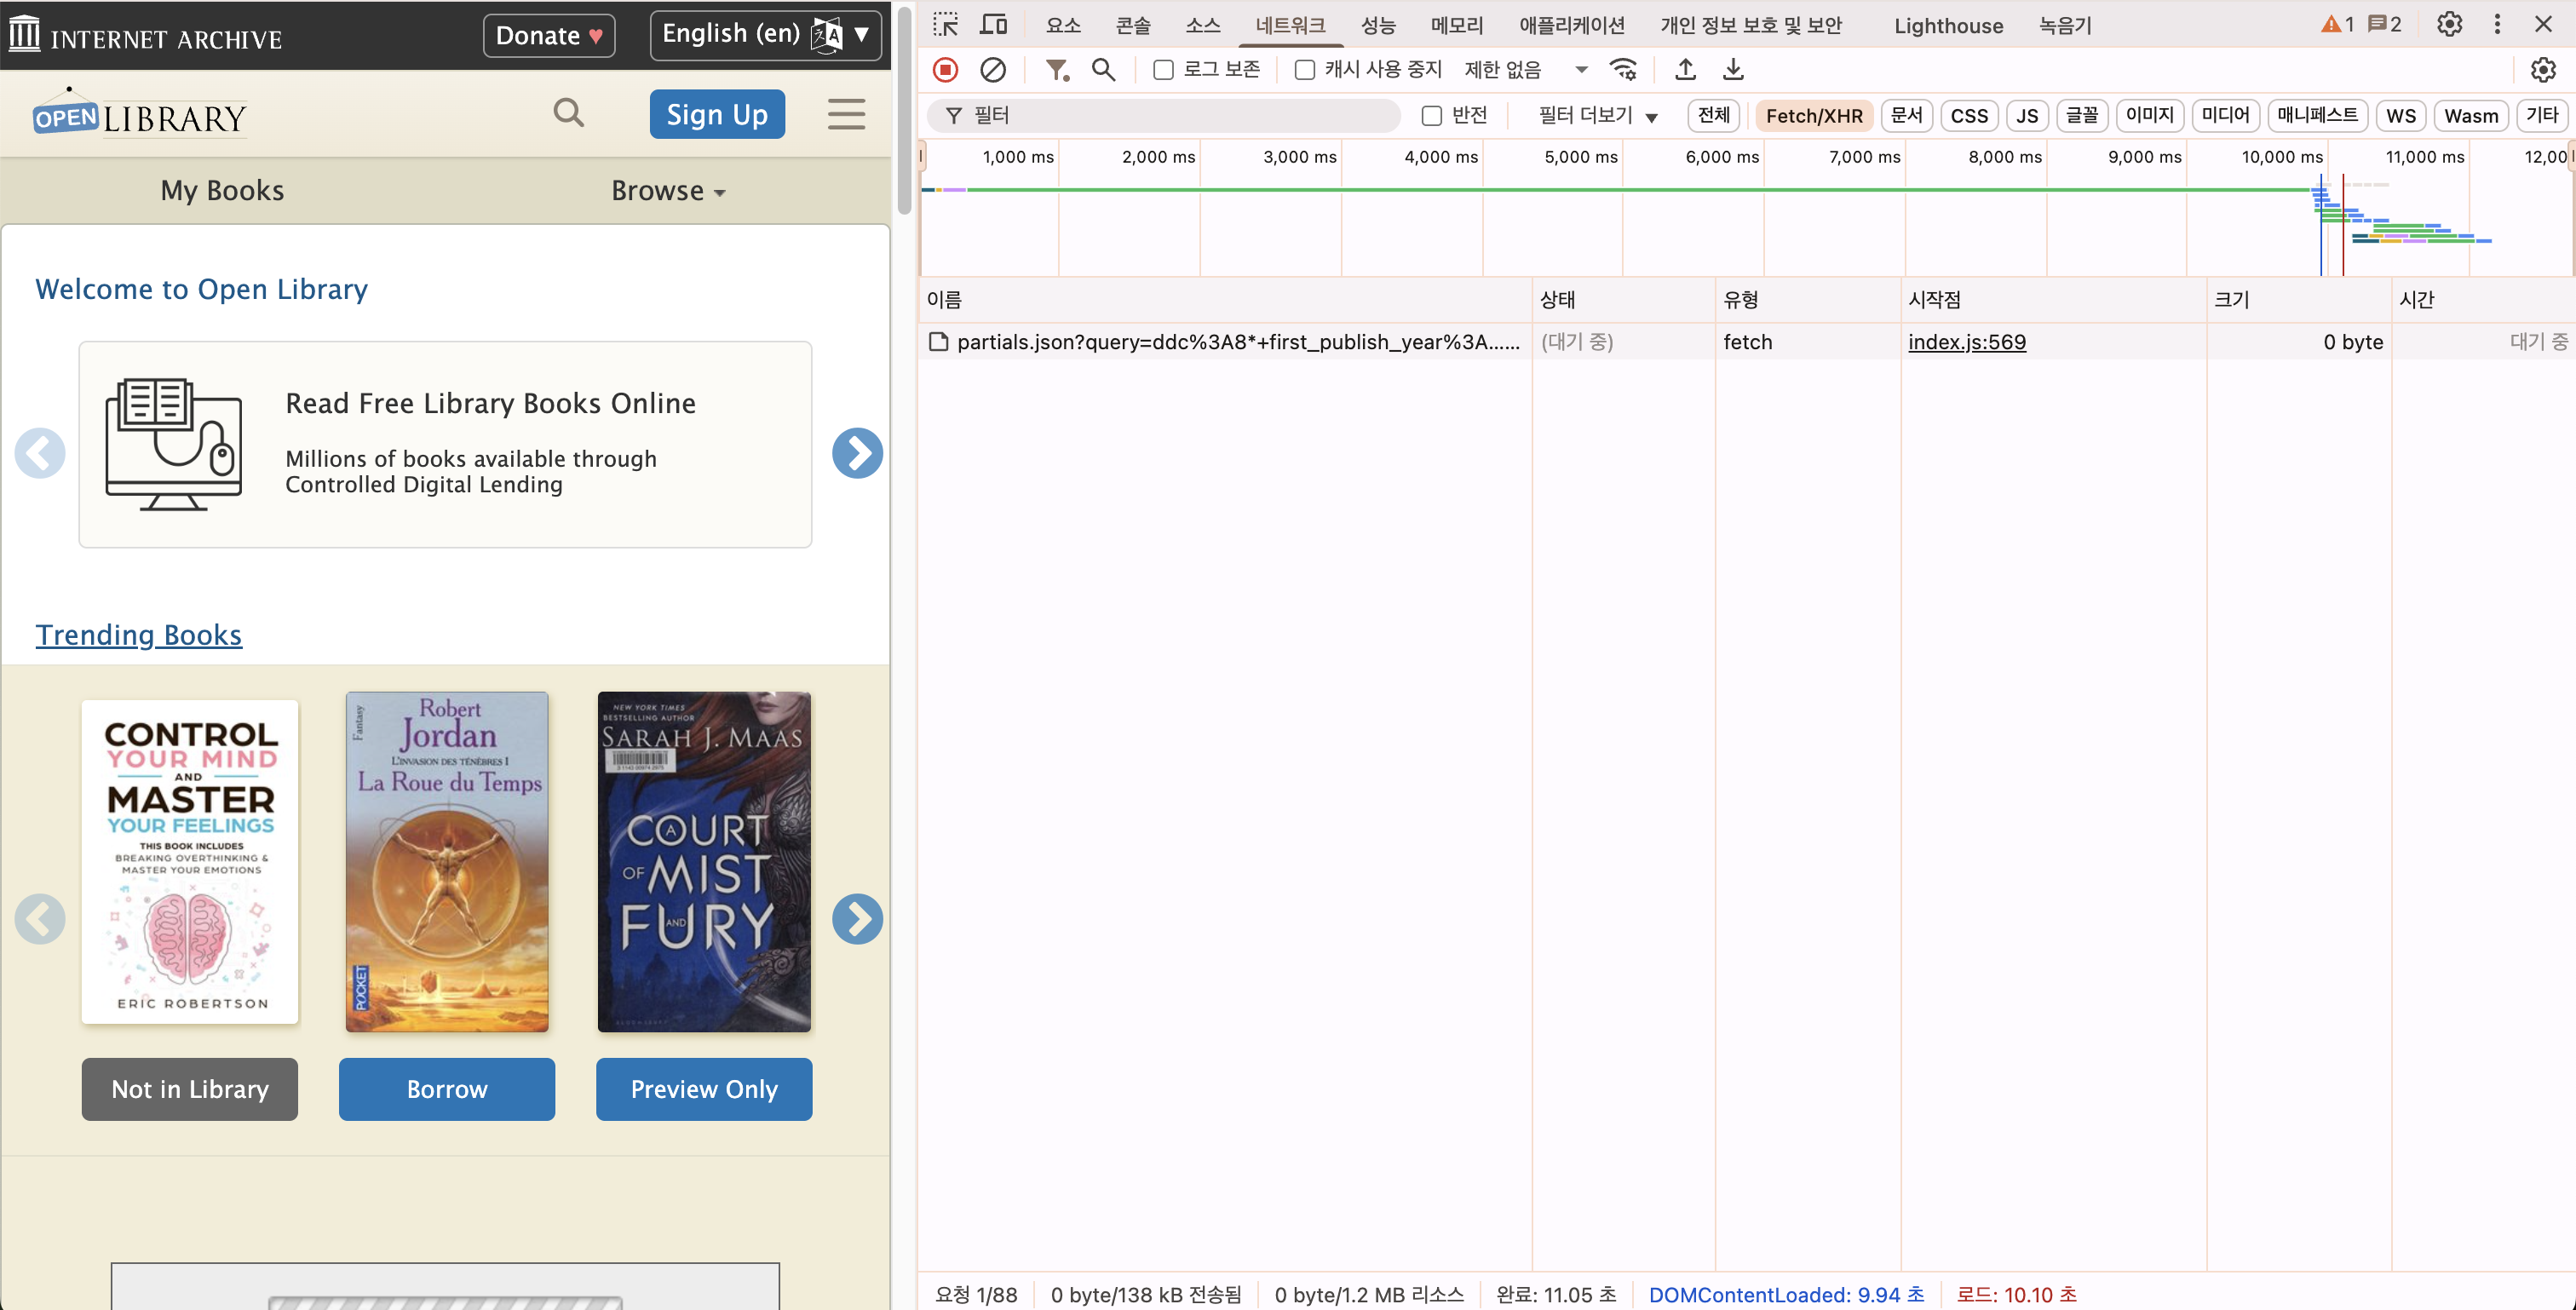 INTERNET ARCHIVE
Donate ♥
English (en) ▼
OPEN LIBRARY
Sign Up
My Books
Browse
Welcome to Open Library
Read Free Library Books Online
Millions of books available through
Controlled Digital Lending
Trending Books
CONTROL
YOUR MIND
AND
MASTER
YOUR FEELINGS
THIS BOOK INCLUDES
BREAKING OVERTHINKING &
MASTER YOUR EMOTIONS
ERIC ROBERTSON
Fantasy
Robert
Jordan
L'INVASION DES TÉNÈBRES 1
La Roue du Temps
POCKET
NEW YORK TIMES
BESTSELLING AUTHOR
SARAH J. MAAS
A
COURT
OF MIST
AND
FURY
BLOOMSBURY
Not in Library
Borrow
Preview Only
요소
콘솔
소스
네트워크
성능
메모리
애플리케이션
개인 정보 보호 및 보안
Lighthouse
녹음기
1
2
로그 보존
캐시 사용 중지
제한 없음
필터
반전
필터 더보기 ▼
전체
Fetch/XHR
문서
CSS
JS
글꼴
이미지
미디어
매니페스트
WS
Wasm
기타
1,000 ms
2,000 ms
3,000 ms
4,000 ms
5,000 ms
6,000 ms
7,000 ms
8,000 ms
9,000 ms
10,000 ms
11,000 ms
12,00
이름
상태
유형
시작점
크기
시간
partials.json?query=ddc%3A8*+first_publish_year%3A......
(대기 중)
fetch
index.js:569
0 byte
대기 중
요청 1/88
0 byte/138 kB 전송됨
0 byte/1.2 MB 리소스
완료: 11.05 초
DOMContentLoaded: 9.94 초
로드: 10.10 초